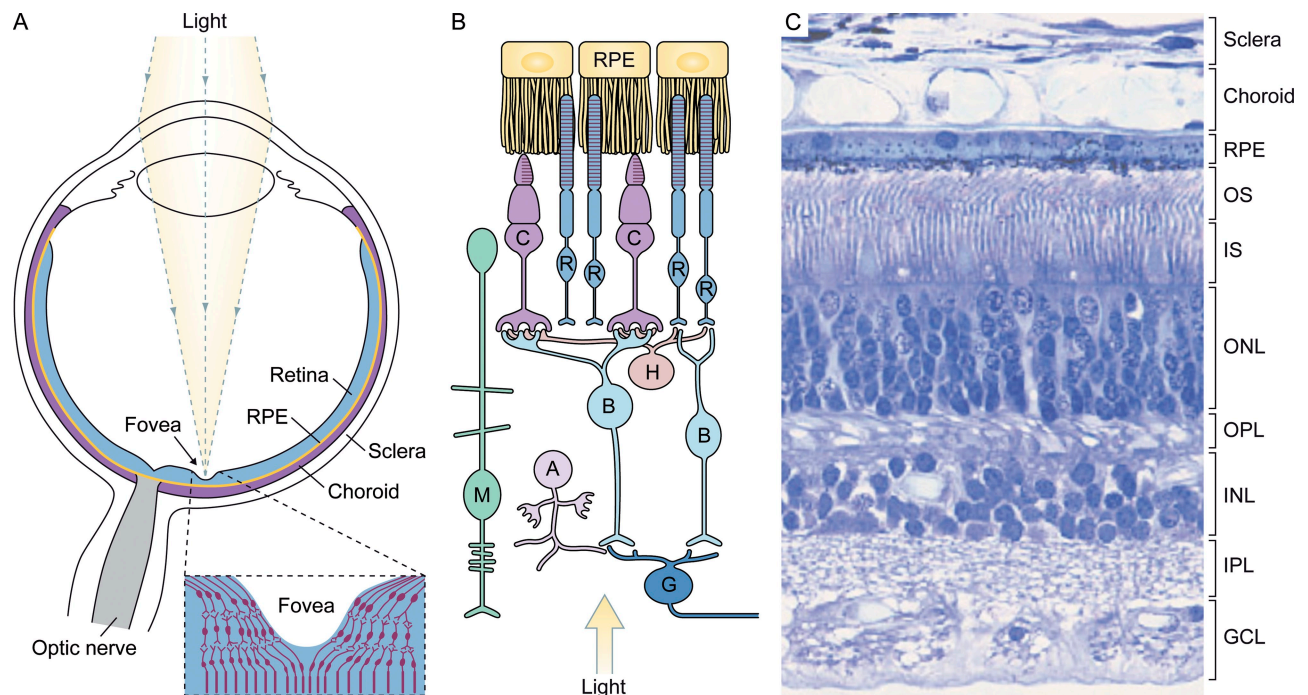 A
Light
Retina
Fovea
RPE
Sclera
Choroid
Fovea
Optic nerve
B
RPE
C
C
R
R
R
R
H
B
B
A
M
G
Light
C
Sclera
Choroid
RPE
OS
IS
ONL
OPL
INL
IPL
GCL